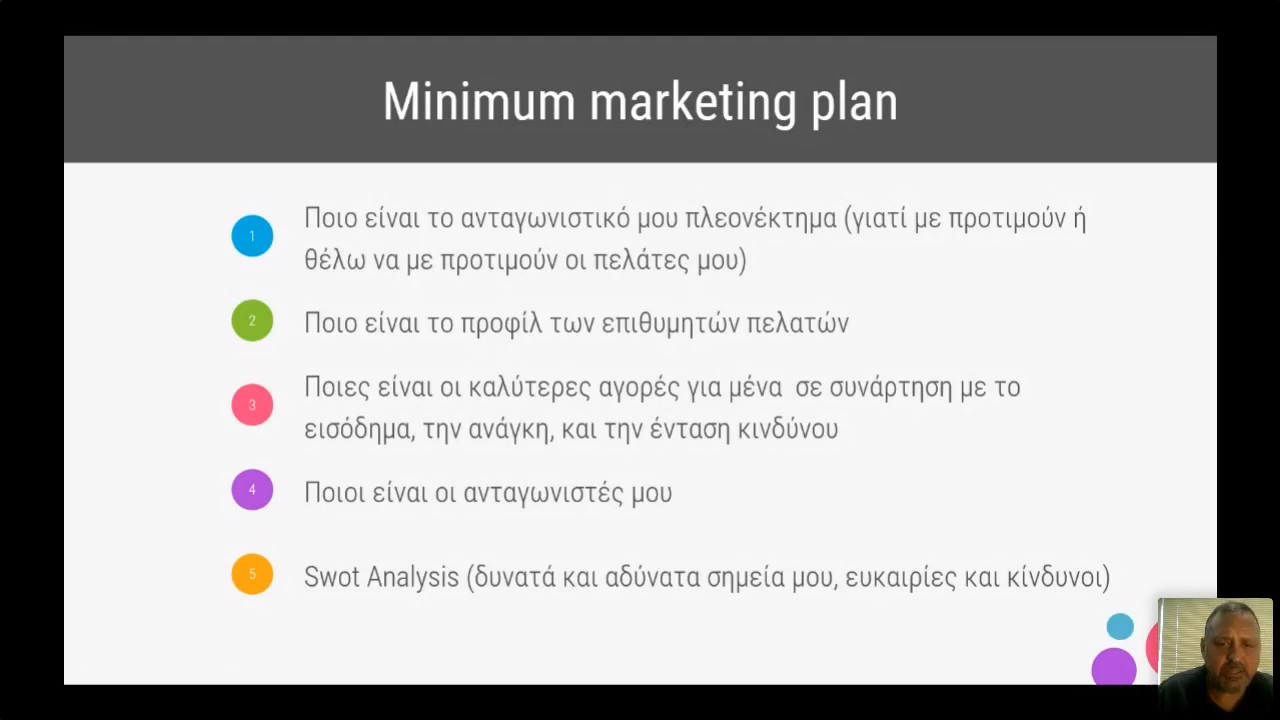 Minimum marketing plan
1
Ποιο είναι το ανταγωνιστικό μου πλεονέκτημα (γιατί με προτιμούν ή
θέλω να με προτιμούν οι πελάτες μου)
2
Ποιο είναι το προφίλ των επιθυμητών πελατών
3
Ποιες είναι οι καλύτερες αγορές για μένα  σε συνάρτηση με το
εισόδημα, την ανάγκη, και την ένταση κινδύνου
4
Ποιοι είναι οι ανταγωνιστές μου
5
Swot Analysis (δυνατά και αδύνατα σημεία μου, ευκαιρίες και κίνδυνοι)